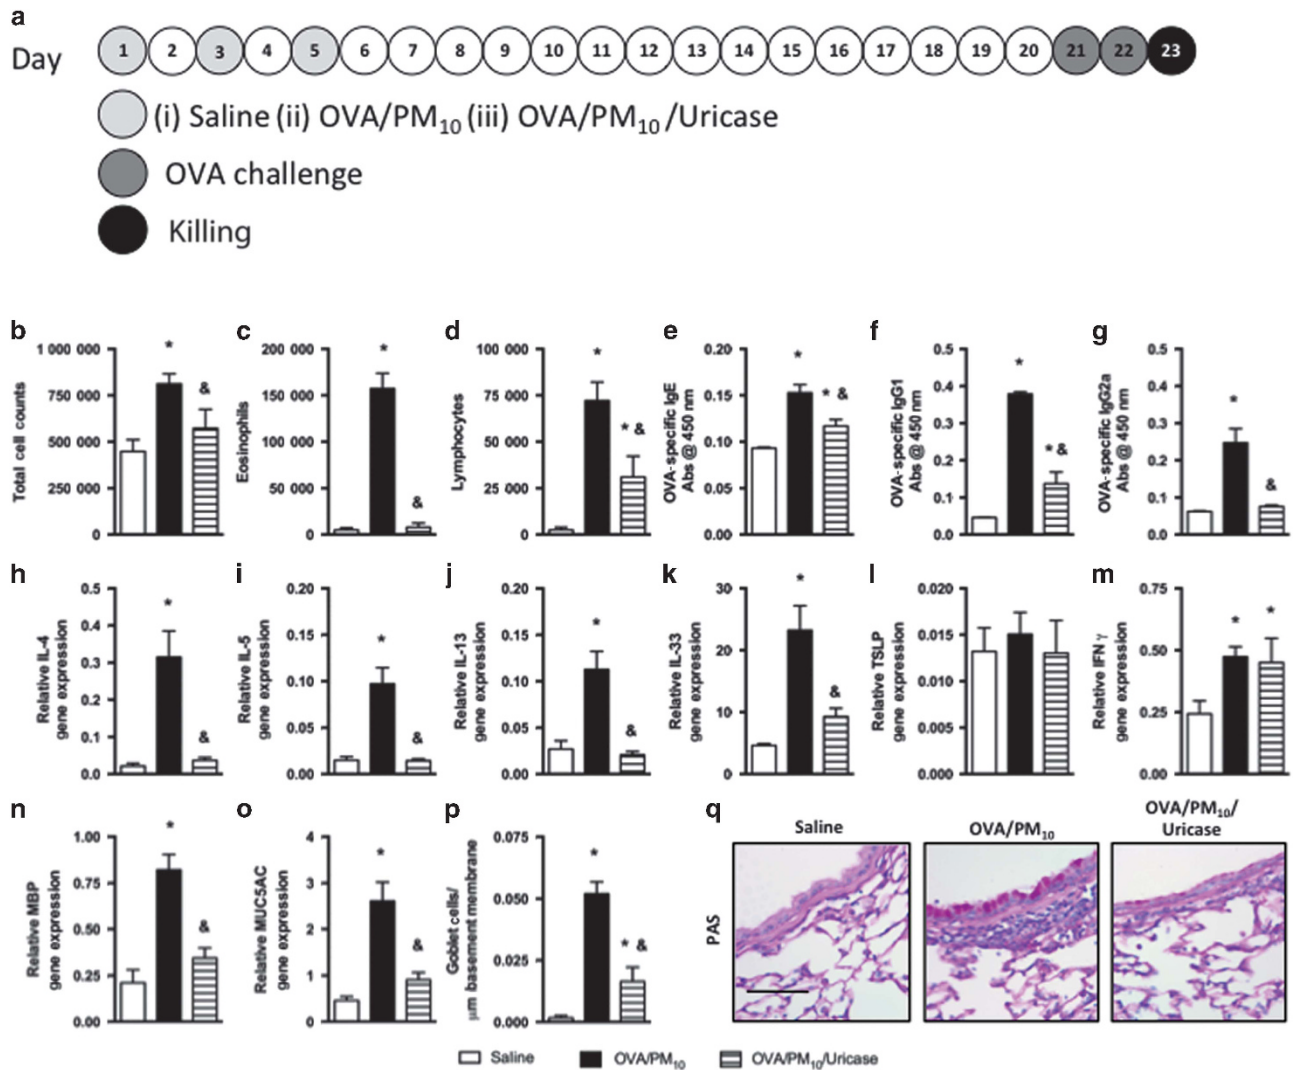 a
Day 1 2 3 4 5 6 7 8 9 10 11 12 13 14 15 16 17 18 19 20 21 22 23
(i) Saline (ii) OVA/PM10 (iii) OVA/PM10 /Uricase
OVA challenge
Killing
b
Total cell counts
1 000 000
750 000
500 000
250 000
0
*
&
c
Eosinophils
200 000
150 000
100 000
50 000
0
*
&
d
Lymphocytes
100 000
75 000
50 000
25 000
0
*
* &
e
OVA-specific IgE
Abs @ 450 nm
0.20
0.15
0.10
0.05
0.00
*
* &
f
OVA-specific IgG1
Abs @ 450 nm
0.5
0.4
0.3
0.2
0.1
0.0
*
* &
g
OVA-specific IgG2a
Abs @ 450 nm
0.5
0.4
0.3
0.2
0.1
0.0
*
&
h
Relative IL-4
gene expression
0.5
0.4
0.3
0.2
0.1
0.0
*
&
i
Relative IL-5
gene expression
0.20
0.15
0.10
0.05
0.00
*
&
j
Relative IL-13
gene expression
0.20
0.15
0.10
0.05
0.00
*
&
k
Relative IL-33
gene expression
30
20
10
0
*
&
l
Relative TSLP
gene expression
0.020
0.015
0.010
0.005
0.000
m
Relative IFN γ
gene expression
0.75
0.50
0.25
0.00
*
*
n
Relative MBP
gene expression
1.00
0.75
0.50
0.25
0.00
*
&
o
Relative MUC5AC
gene expression
4
3
2
1
0
*
&
p
Goblet cells/
µm basement membrane
0.075
0.050
0.025
0.000
*
* &
q
Saline
OVA/PM10
OVA/PM10/
Uricase
PAS
Saline
OVA/PM10
OVA/PM10/Uricase